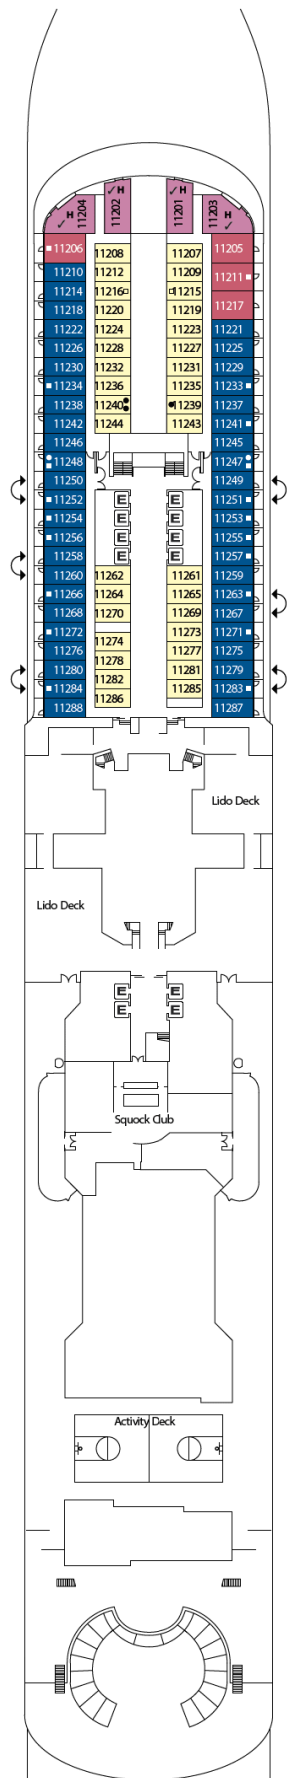 H H
11204 11202 11201 11203
H H
11206 11208 11207 11205
11210 11212 11209 11211
11214 11216 11215
11218 11220 11219 11217
11222 11224 11223 11221
11226 11228 11227 11225
11230 11232 11231 11229
11234 11236 11235 11233
11238 11240 11239 11237
11242 11244 11243 11241
11246 11245
11248 11247
11250 11249
11252 E E 11251
11254 E E 11253
11256 E E 11255
11258 E E 11257
11260 11262 11261 11259
11266 11264 11265 11263
11268 11270 11269 11267
11272 11274 11273 11271
11276 11278 11277 11275
11280 11282 11281 11279
11284 11286 11285 11283
11288 11287
Lido Deck
Lido Deck
E E
E E
Squock Club
Activity Deck